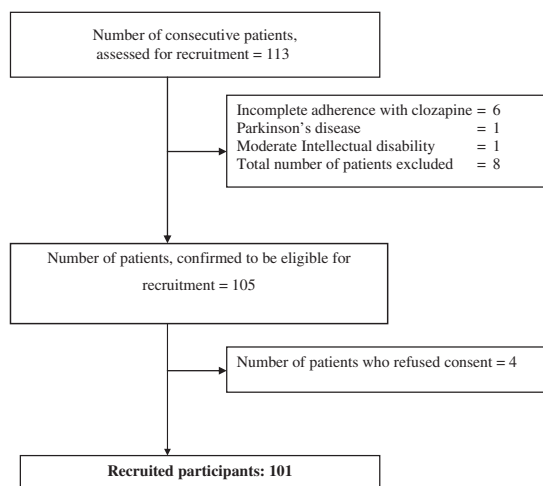 Number of consecutive patients,
assessed for recruitment = 113
Incomplete adherence with clozapine = 6
Parkinson's disease = 1
Moderate Intellectual disability = 1
Total number of patients excluded = 8
Number of patients, confirmed to be eligible for
recruitment = 105
Number of patients who refused consent = 4
Recruited participants: 101